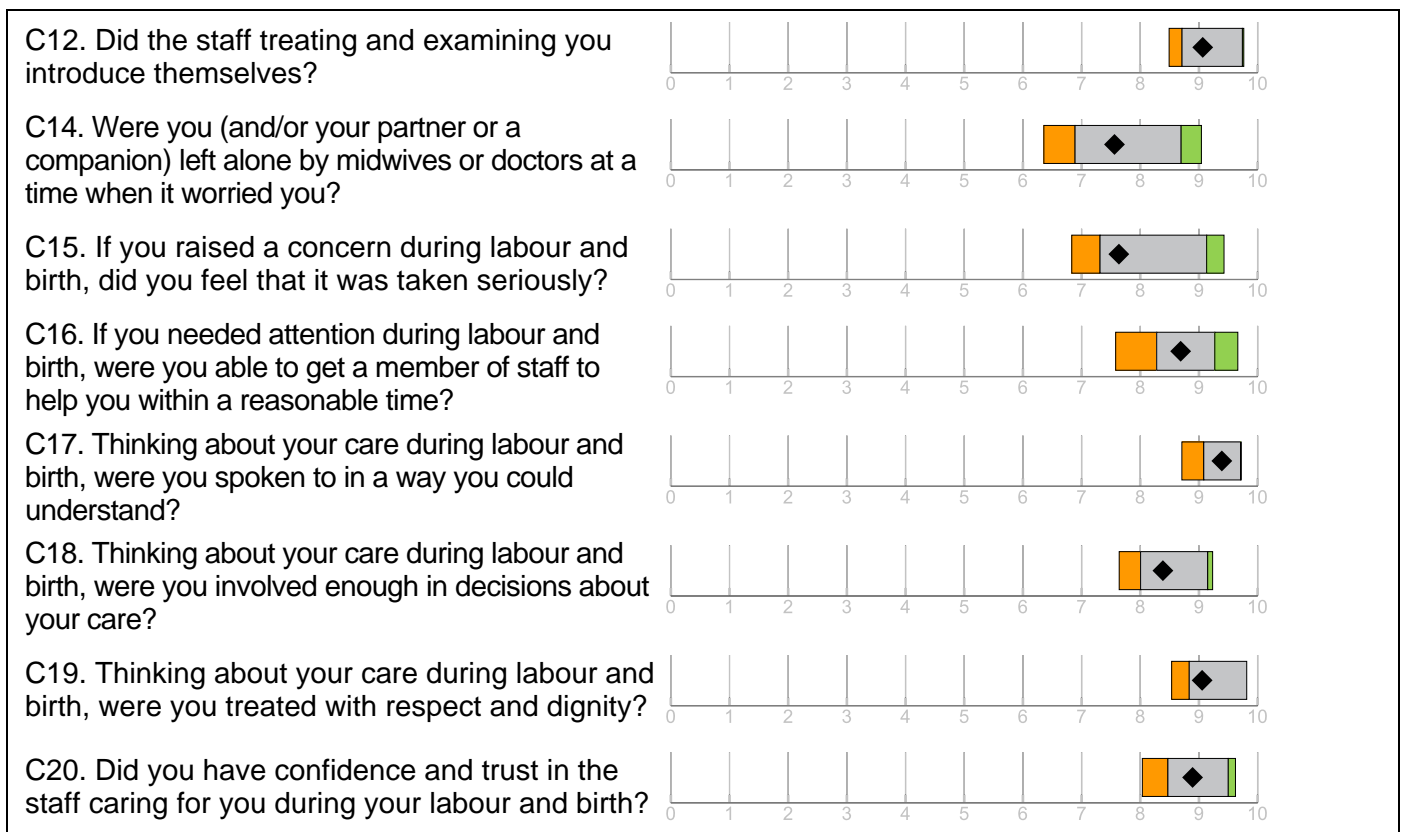 C12. Did the staff treating and examining you
introduce themselves?
0 1 2 3 4 5 6 7 8 9 10
C14. Were you (and/or your partner or a
companion) left alone by midwives or doctors at a
time when it worried you?
0 1 2 3 4 5 6 7 8 9 10
C15. If you raised a concern during labour and
birth, did you feel that it was taken seriously?
0 1 2 3 4 5 6 7 8 9 10
C16. If you needed attention during labour and
birth, were you able to get a member of staff to
help you within a reasonable time?
0 1 2 3 4 5 6 7 8 9 10
C17. Thinking about your care during labour and
birth, were you spoken to in a way you could
understand?
0 1 2 3 4 5 6 7 8 9 10
C18. Thinking about your care during labour and
birth, were you involved enough in decisions about
your care?
0 1 2 3 4 5 6 7 8 9 10
C19. Thinking about your care during labour and
birth, were you treated with respect and dignity?
0 1 2 3 4 5 6 7 8 9 10
C20. Did you have confidence and trust in the
staff caring for you during your labour and birth?
0 1 2 3 4 5 6 7 8 9 10